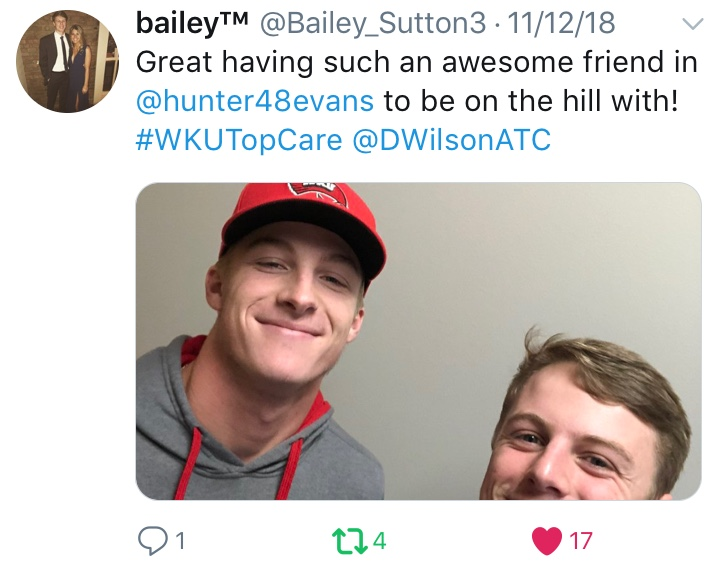 bailey™ @Bailey_Sutton3 · 11/12/18
Great having such an awesome friend in
@hunter48evans to be on the hill with!
#WKUTopCare @DWilsonATC
1 4 17